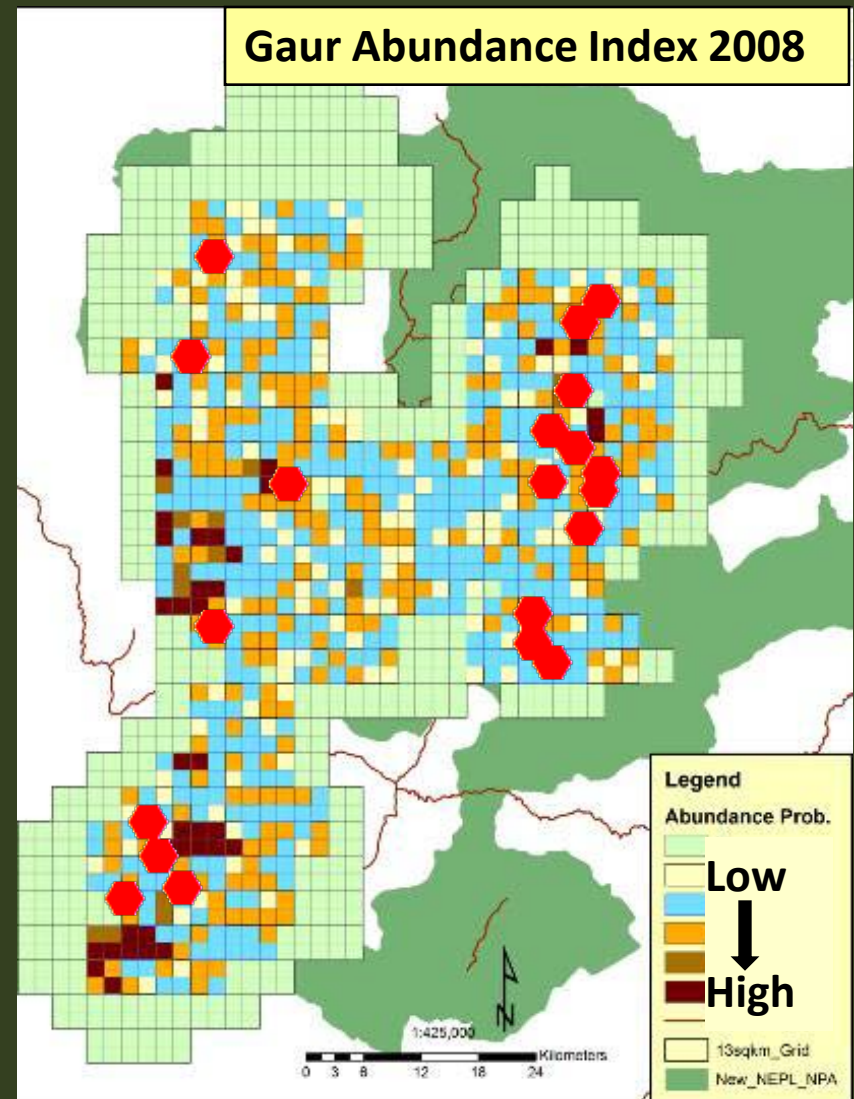 Gaur Abundance Index 2008
Legend
Abundance Prob.
Low
High
13sqkm_Grid
New_NEPL_NPA
N
1:425,000
Kilometers
0 3 6 12 18 24